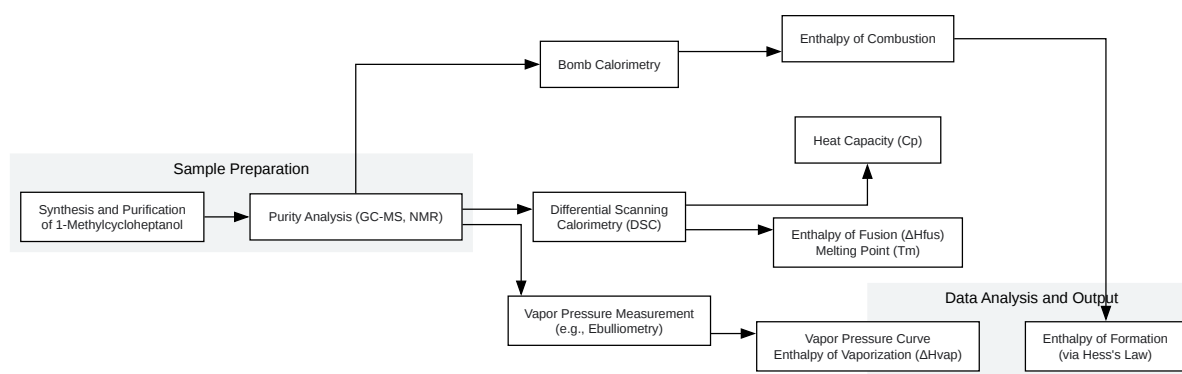 Enthalpy of Combustion
Bomb Calorimetry
Heat Capacity (Cp)
Sample Preparation
Synthesis and Purification
of 1-Methylcycloheptanol
Purity Analysis (GC-MS, NMR)
Differential Scanning
Calorimetry (DSC)
Enthalpy of Fusion (ΔHfus)
Melting Point (Tm)
Vapor Pressure Measurement
(e.g., Ebulliometry)
Data Analysis and Output
Vapor Pressure Curve
Enthalpy of Vaporization (ΔHvap)
Enthalpy of Formation
(via Hess's Law)